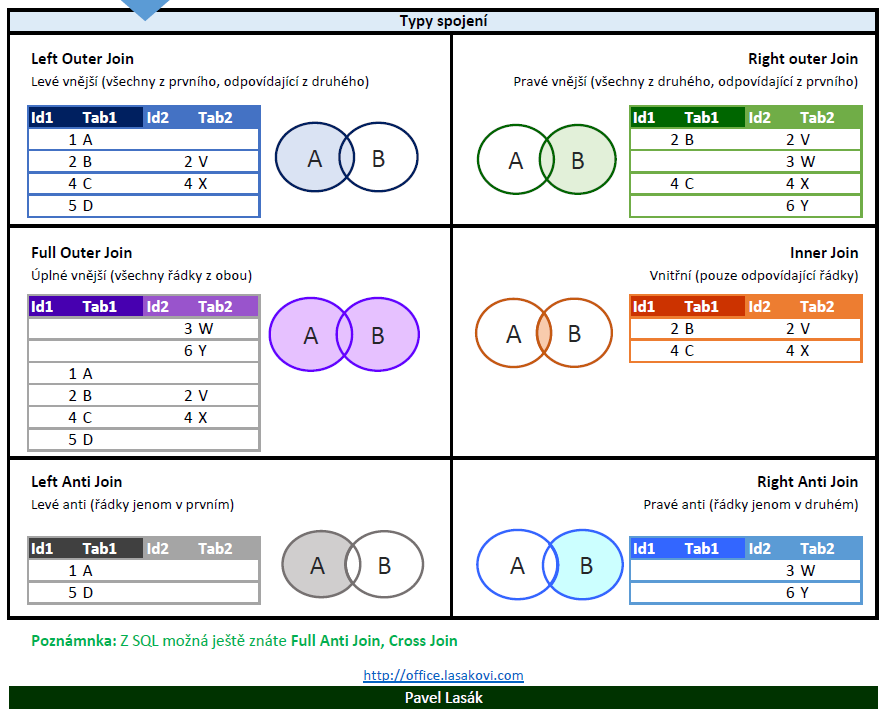 Typy spojení
Left Outer Join
Levé vnější (všechny z prvního, odpovídající z druhého)
Id1 Tab1 Id2 Tab2
1 A
2 B 2 V
4 C 4 X
5 D
A B
Right outer Join
Pravé vnější (všechny z druhého, odpovídající z prvního)
A B
Id1 Tab1 Id2 Tab2
2 B 2 V
3 W
4 C 4 X
6 Y
Full Outer Join
Úplné vnější (všechny řádky z obou)
Id1 Tab1 Id2 Tab2
3 W
6 Y
1 A
2 B 2 V
4 C 4 X
5 D
A B
Inner Join
Vnitřní (pouze odpovídající řádky)
A B
Id1 Tab1 Id2 Tab2
2 B 2 V
4 C 4 X
Left Anti Join
Levé anti (řádky jenom v prvním)
Id1 Tab1 Id2 Tab2
1 A
5 D
A B
Right Anti Join
Pravé anti (řádky jenom v druhém)
A B
Id1 Tab1 Id2 Tab2
3 W
6 Y
Poznámnka: Z SQL možná ještě znáte Full Anti Join, Cross Join
http://office.lasakovi.com
Pavel Lasák